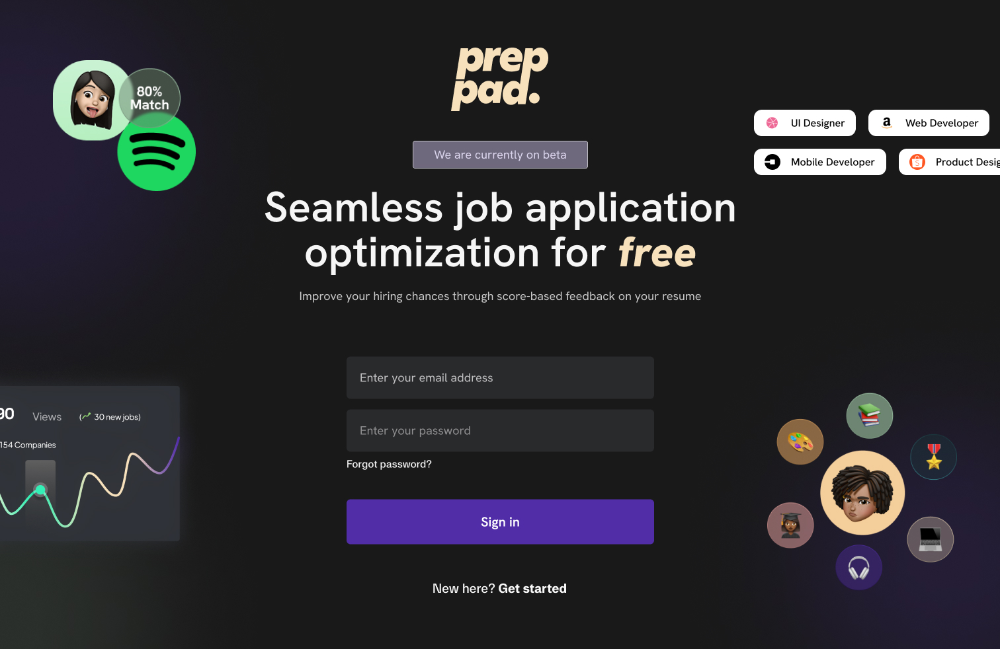 prep
pad.
80%
Match
UI Designer
Web Developer
Mobile Developer
We are currently on beta
Product
Seamless job application
optimization for free
Improve your hiring chances through score-based feedback on your resume
Enter your email address
Enter your password
Forgot password?
90 Views (30 new jobs)
154 Companies
Sign in
New here? Get started